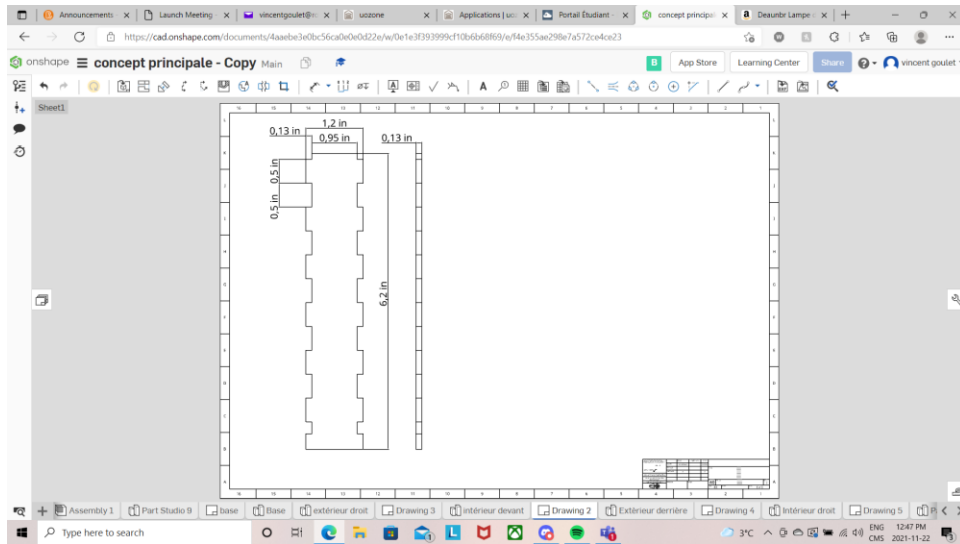 Announcements -
Launch Meeting -
vincentgoulet@
uozone
Applications | uo
Portail Étudiant -
concept principa
Deaunbr Lampe
https://cad.onshape.com/documents/4aaebe3e0bc56ca0e0e0d22e/w/0e1e3f393999cf10b6b68f69/e/f4e355ae298e7a572ce4ce23
onshape
concept principale - Copy Main
B
App Store
Learning Center
Share
vincent goulet
Sheet1
1,2 in
0,13 in
0,95 in
0,13 in
0,5 in
0,5 in
6,2 in
Assembly 1
Part Studio 9
base
Base
extérieur droit
Drawing 3
intérieur devant
Drawing 2
Extérieur derrière
Drawing 4
Intérieur droit
Drawing 5
Type here to search
3°C
ENG
CMS
12:47 PM
2021-11-22